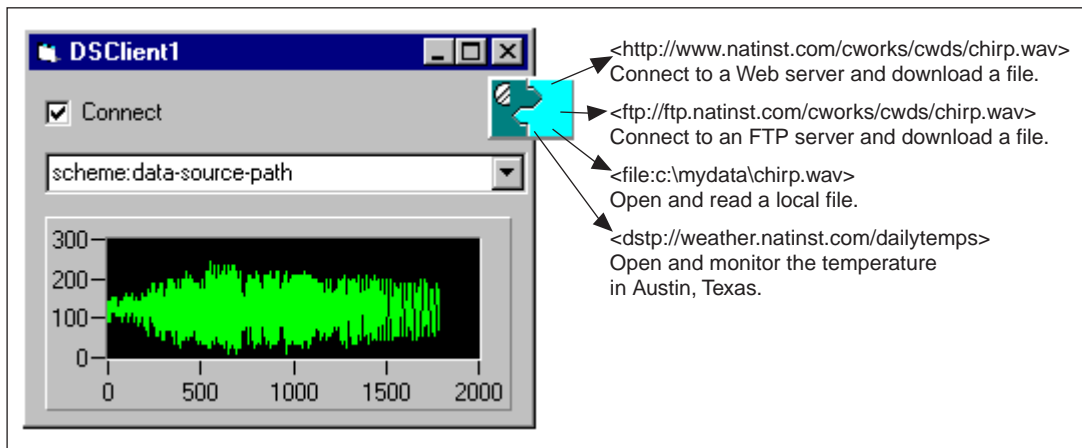 DSClient1
Connect
scheme:data-source-path
300
200
100
0
0 500 1000 1500 2000
<http://www.natinst.com/cworks/cwds/chirp.wav>
Connect to a Web server and download a file.
<ftp://ftp.natinst.com/cworks/cwds/chirp.wav>
Connect to an FTP server and download a file.
<file:c:\mydata\chirp.wav>
Open and read a local file.
<dstp://weather.natinst.com/dailytemps>
Open and monitor the temperature
in Austin, Texas.